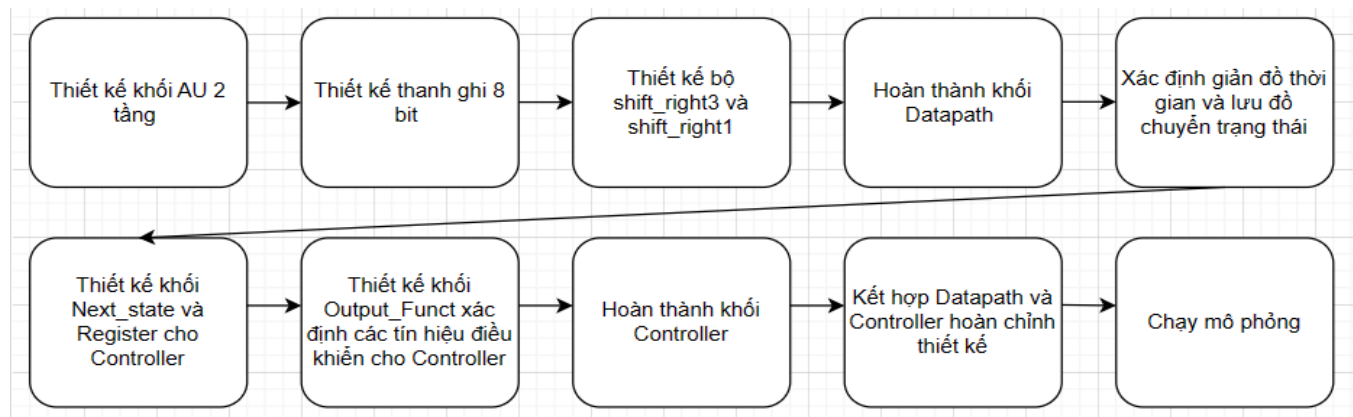 Thiết kế khối AU 2
tầng
Thiết kế thanh ghi 8
bit
Thiết kế bộ
shift_right3 và
shift_right1
Hoàn thành khối
Datapath
Xác định giản đồ thời
gian và lưu đồ
chuyển trạng thái
Thiết kế khối
Next_state và
Register cho
Controller
Thiết kế khối
Output_Funct xác
định các tín hiệu điều
khiển cho Controller
Hoàn thành khối
Controller
Kết hợp Datapath và
Controller hoàn chỉnh
thiết kế
Chạy mô phỏng